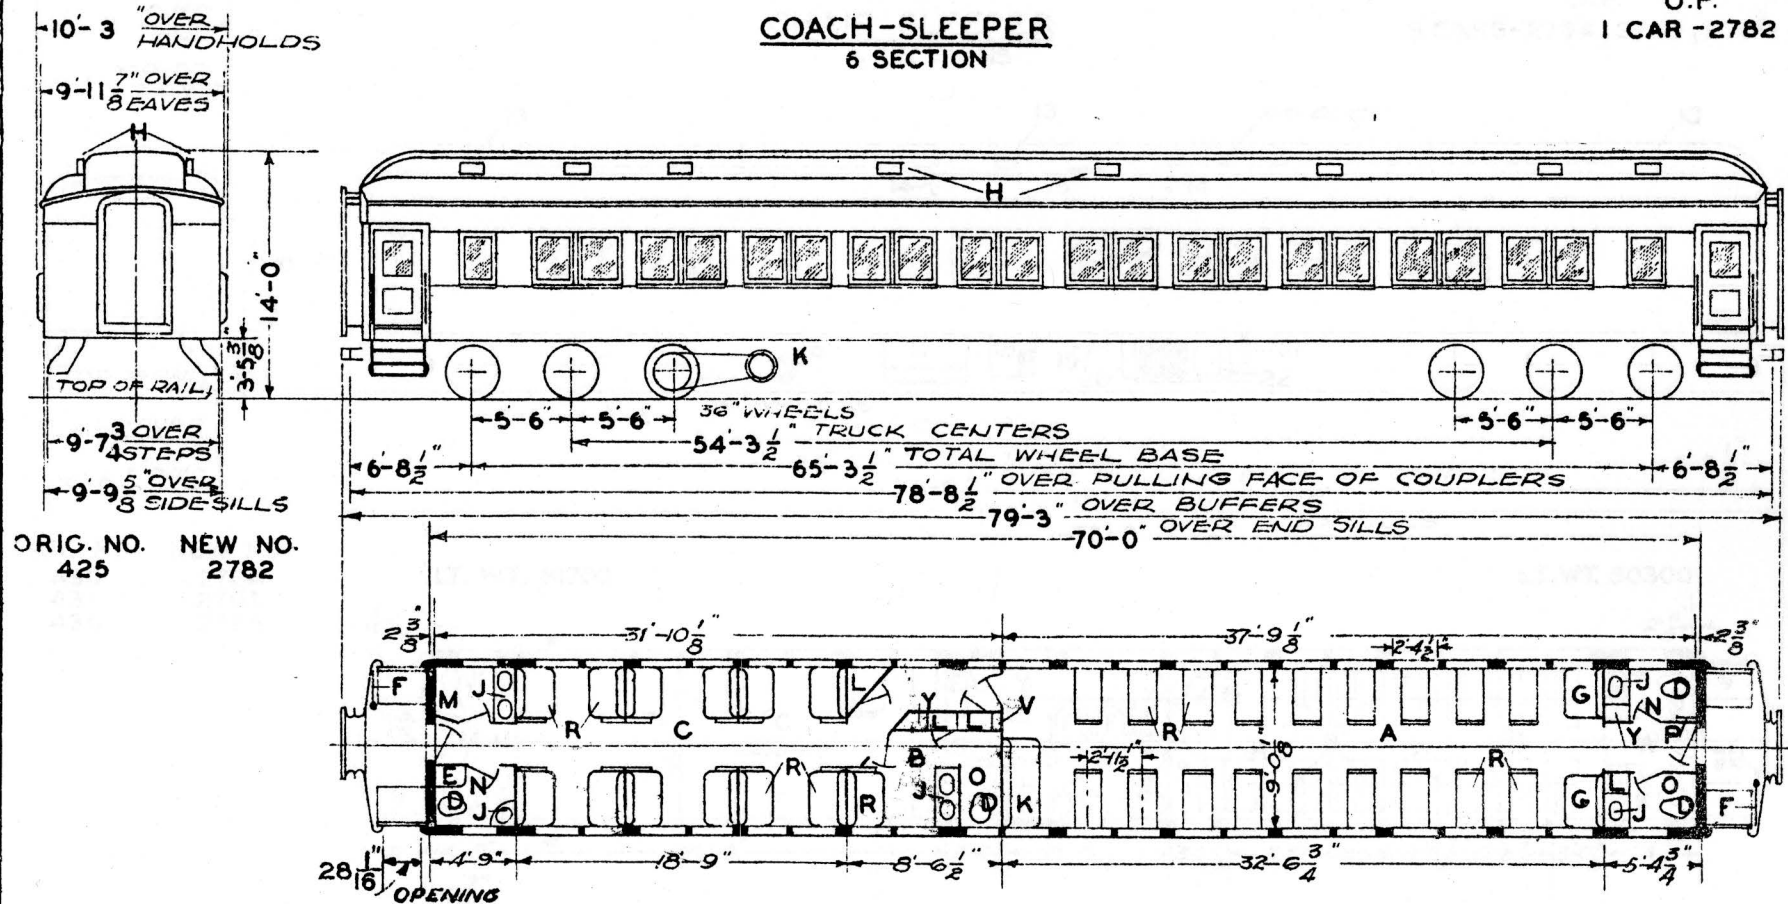 COACH-SLEEPER
6 SECTION
U.P.
1 CAR -2782
10'-3" OVER
HANDHOLDS
9'-11 7/8" OVER
EAVES
H
14'-0"
3'-5 3/8"
TOP OF RAIL
9'-7 3/4 OVER
STEPS
9'-9 5/8" OVER
SIDE SILLS
ORIG. NO. NEW NO.
425 2782
H
K
5'-6" 5'-6" 36" WHEELS 5'-6" 5'-6"
54'-3 1/2" TRUCK CENTERS
6'-8 1/2" 65'-3 1/2" TOTAL WHEEL BASE 6'-8 1/2"
78'-8 1/2" OVER PULLING FACE OF COUPLERS
79'-3" OVER BUFFERS
70'-0" OVER END SILLS
2 3/8" 31'-10 1/8" 37'-9 1/8" 2 3/8"
2'-4 1/2"
F M J L Y V G J D
N
R C L L R A Y P
2'-11 1/2" 9'-0 1/8"
E N R B R
D J R J O D K G L O J D F
28 1/16" 4'-9" 18'-9" 8'-6 1/2" 32'-6 3/4" 5'-4 3/4"
OPENING